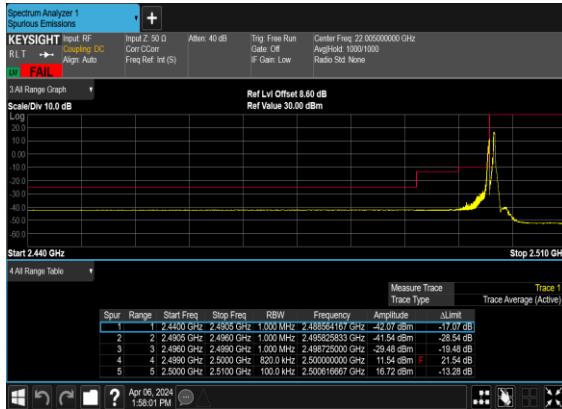 Spectrum Analyzer 1
Spurious Emissions
KEYSIGHT Input: RF Input Z: 50 Ω Atten: 40 dB Trig: Free Run Center Freq: 22.005000000 GHz
RLT Coupling: DC Corr CCorr Gate: Off Avg|Hold: 1000/1000
Align: Auto Freq Ref: Int (S) IF Gain: Low Radio Std: None
LU FAIL
3 All Range Graph Ref Lvl Offset 8.60 dB
Scale/Div 10.0 dB Ref Value 30.00 dBm
Log
20.0
10.0
0.00
-10.0
-20.0
-30.0
-40.0
-50.0
-60.0
Start 2.440 GHz Stop 2.510 GH
4 All Range Table
Measure Trace Trace 1
Trace Type Trace Average (Active)
Spur Range Start Freq Stop Freq RBW Frequency Amplitude ΔLimit
1 1 2.4400 GHz 2.4905 GHz 1.000 MHz 2.488564167 GHz -42.07 dBm -17.07 dB
2 2 2.4905 GHz 2.4960 GHz 1.000 MHz 2.495825833 GHz -41.54 dBm -28.54 dB
3 3 2.4960 GHz 2.4990 GHz 1.000 MHz 2.498725000 GHz -29.48 dBm -19.48 dB
4 4 2.4990 GHz 2.5000 GHz 820.0 kHz 2.500000000 GHz 11.54 dBm F 21.54 dB
5 5 2.5000 GHz 2.5100 GHz 100.0 kHz 2.500616667 GHz 16.72 dBm -13.28 dB
Apr 06, 2024
1:58:01 PM